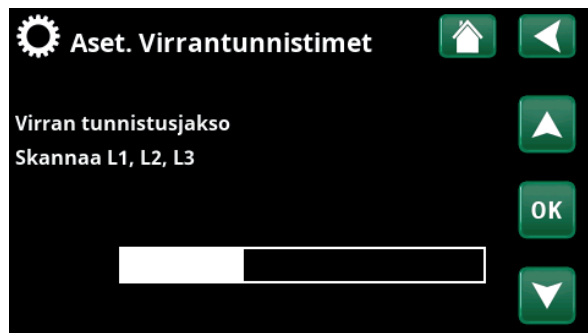 Aset. Virrantunnistimet
Virran tunnistusjakso
Skannaa L1, L2, L3
OK